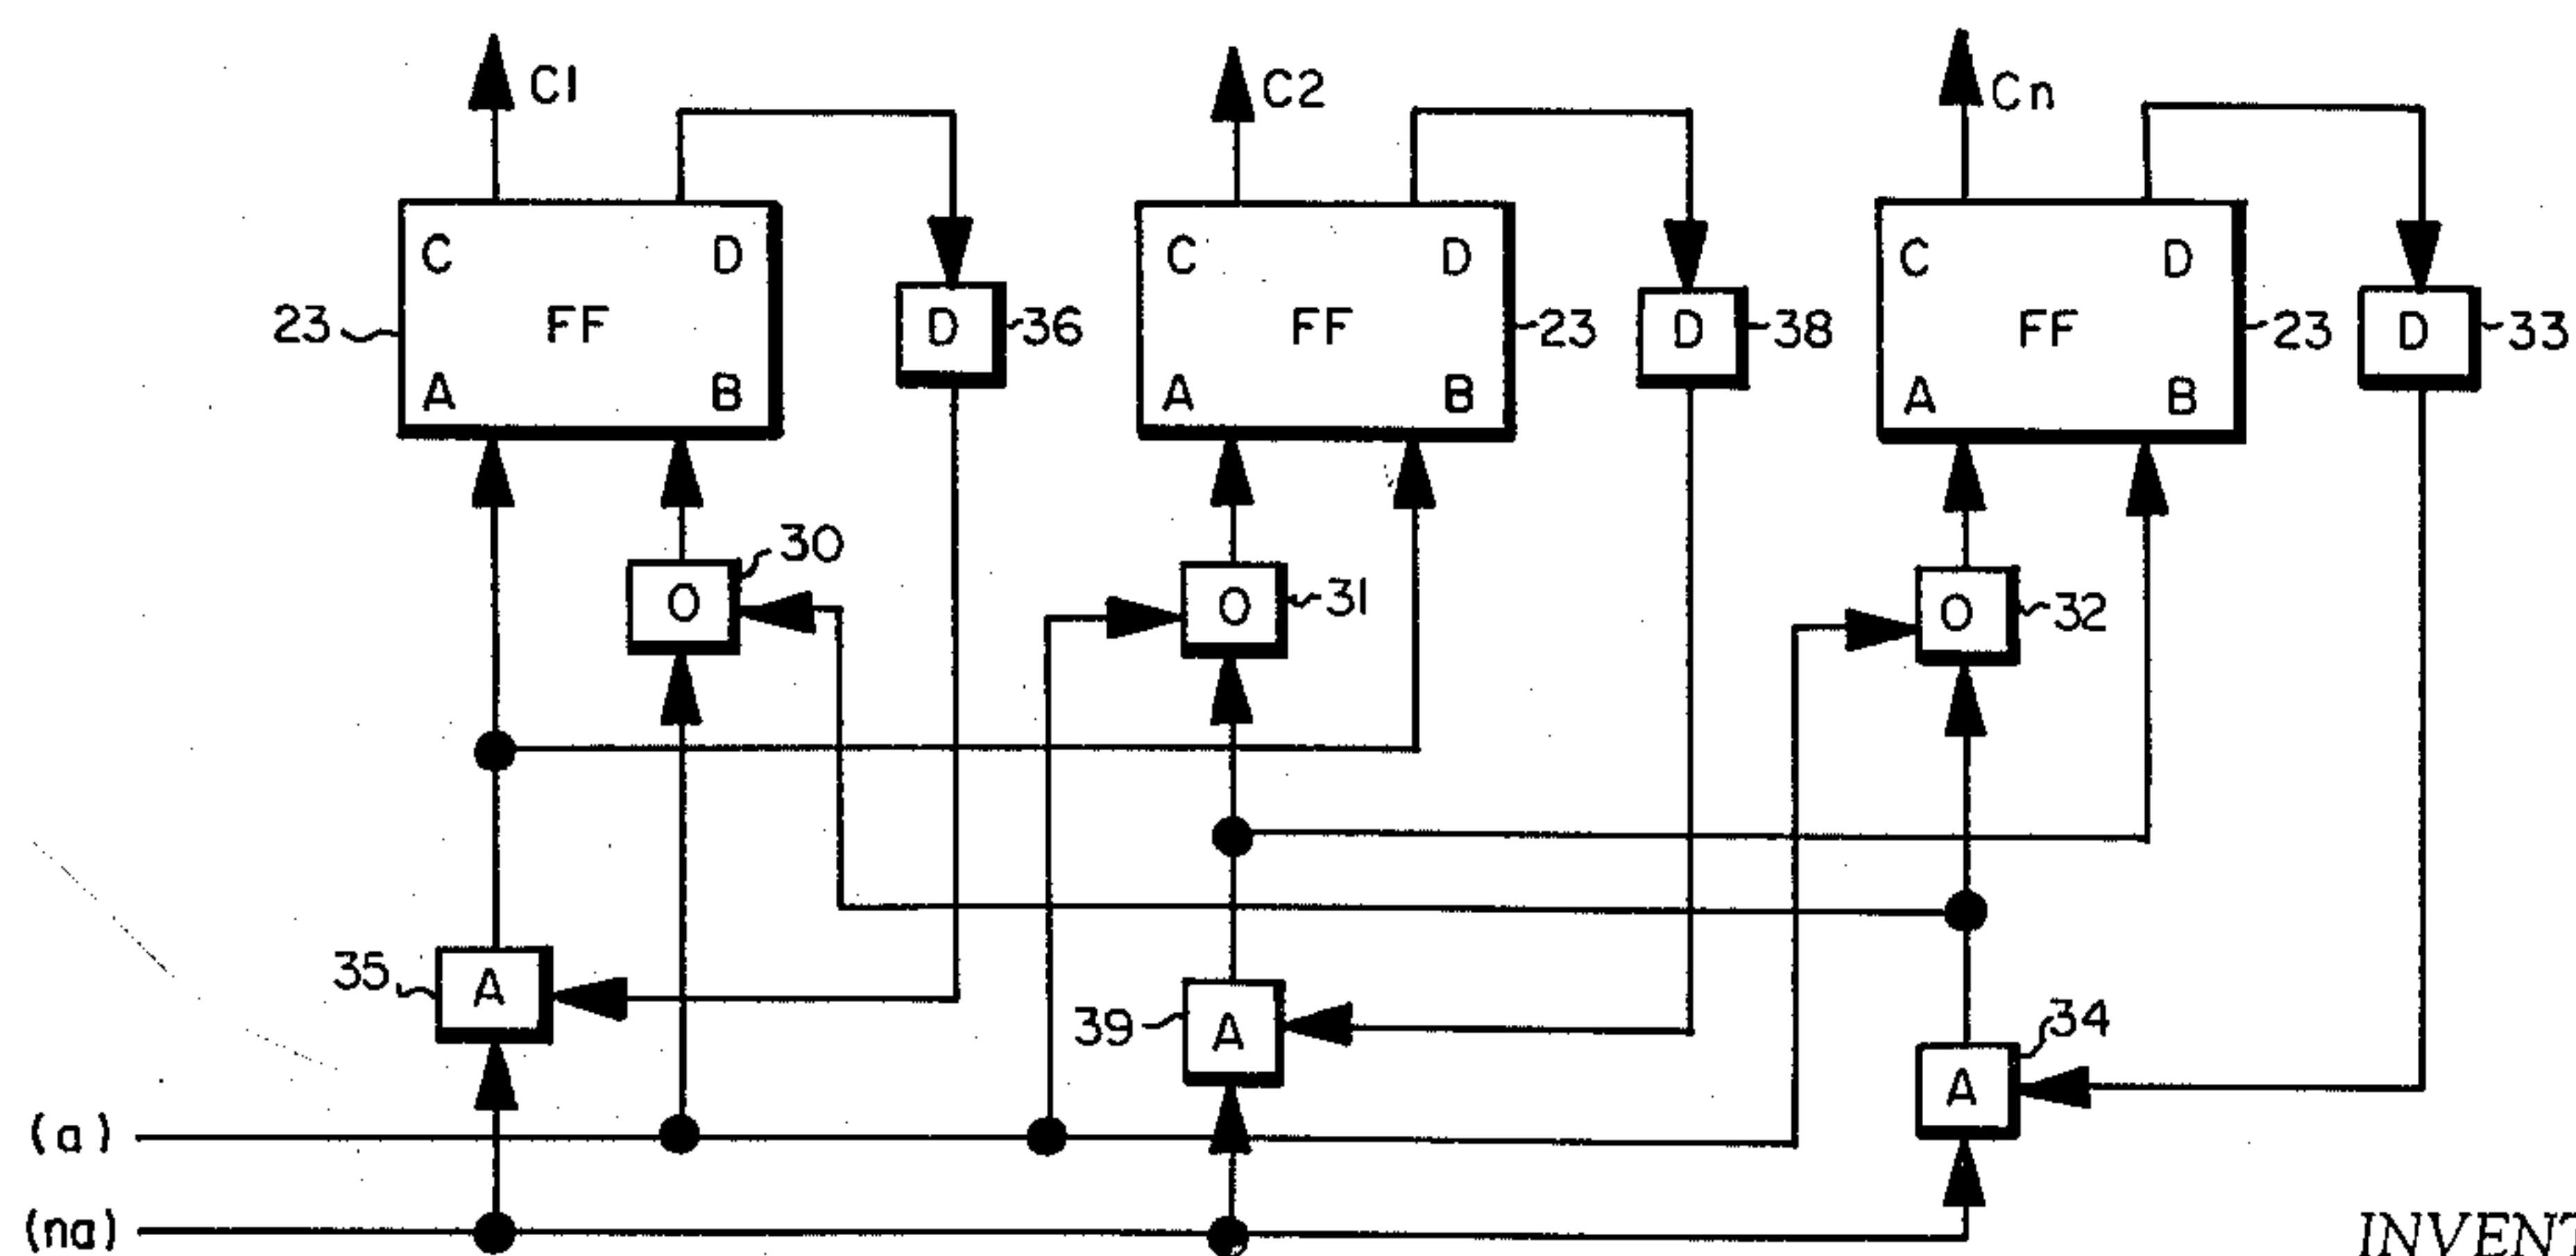 C1 C2 Cn
C D C D C D
23 FF D 36 FF 23 D 38 FF 23 D 33
A B A B A B
30
O O 31 O 32
35 A 39 A 34 A
(a)
(na)
INVENT